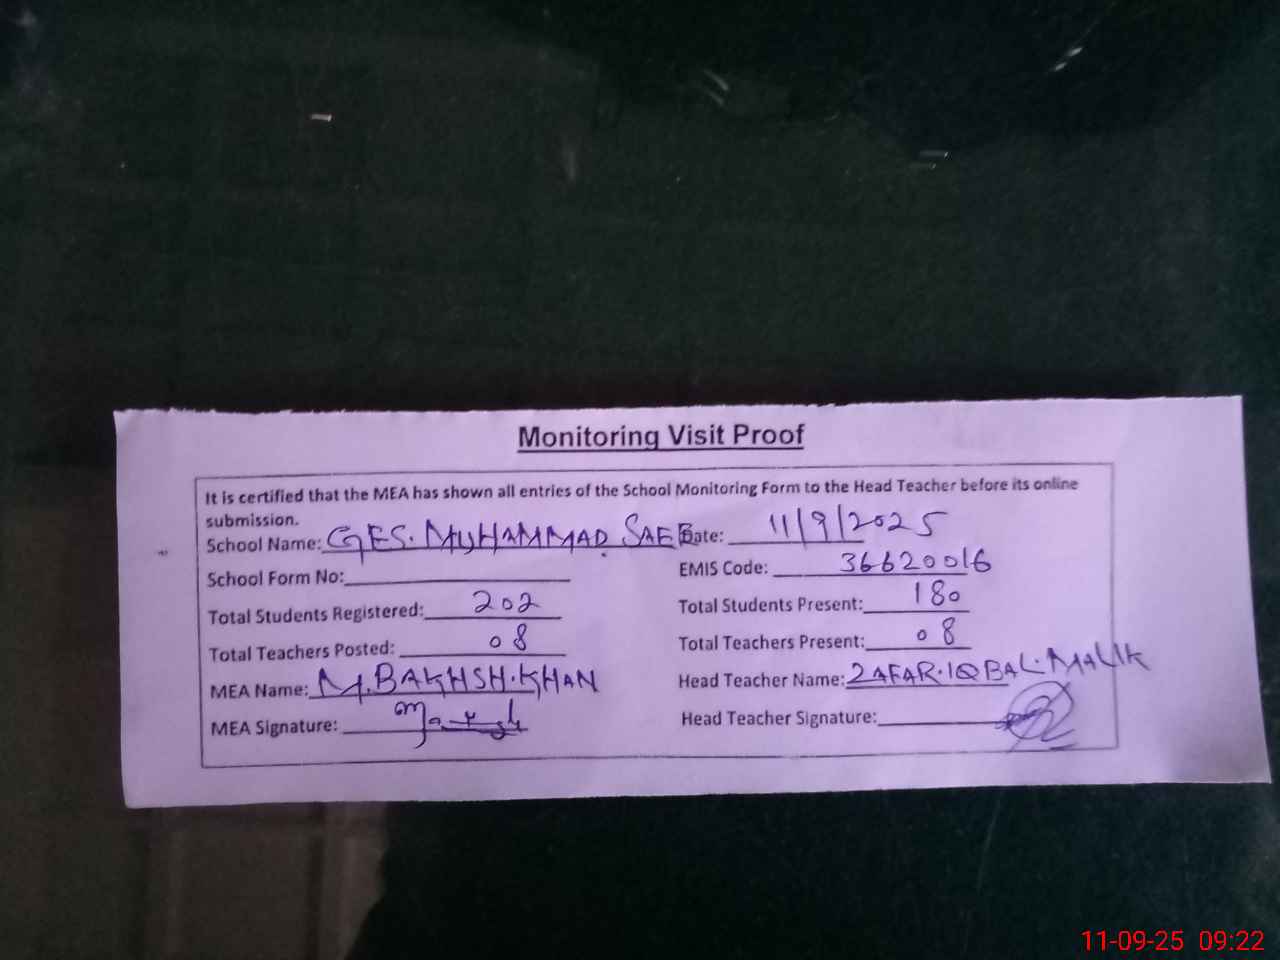 Monitoring Visit Proof
It is certified that the MEA has shown all entries of the School Monitoring Form to the Head Teacher before its online
submission.
School Name: GES. MUHAMMAD SAEE Date: 11/9/2025
School Form No: EMIS Code: 36620016
Total Students Registered: 202 Total Students Present: 180
Total Teachers Posted: 08 Total Teachers Present: 08
MEA Name: M. BAKHSH. KHAN Head Teacher Name: ZAFAR. IQBAL. MALIK
MEA Signature: Head Teacher Signature:
11-09-25 09:22